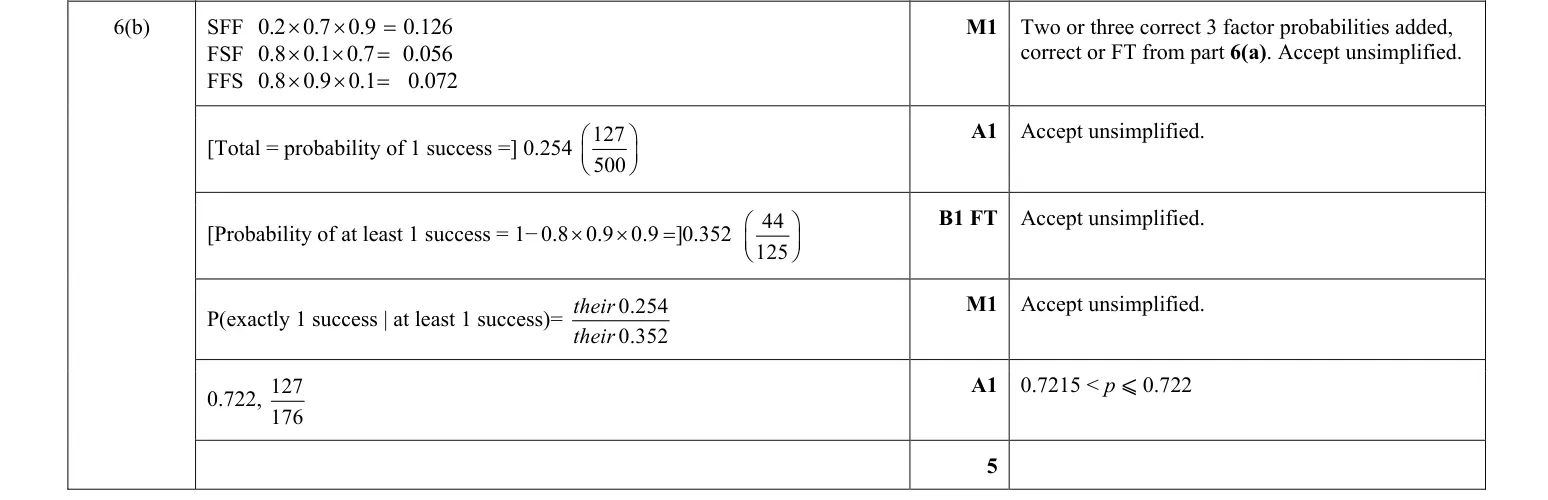 6(b)
SFF 0.2×0.7×0.9 = 0.126
FSF 0.8×0.1×0.7= 0.056
FFS 0.8×0.9×0.1= 0.072
M1
Two or three correct 3 factor probabilities added,
correct or FT from part 6(a). Accept unsimplified.
[Total = probability of 1 success =] 0.254 (127/500)
A1
Accept unsimplified.
[Probability of at least 1 success = 1−0.8×0.9×0.9 =]0.352 (44/125)
B1 FT
Accept unsimplified.
P(exactly 1 success | at least 1 success)= their 0.254/their 0.352
M1
Accept unsimplified.
0.722, 127/176
A1
0.7215 < p ⩽ 0.722
5